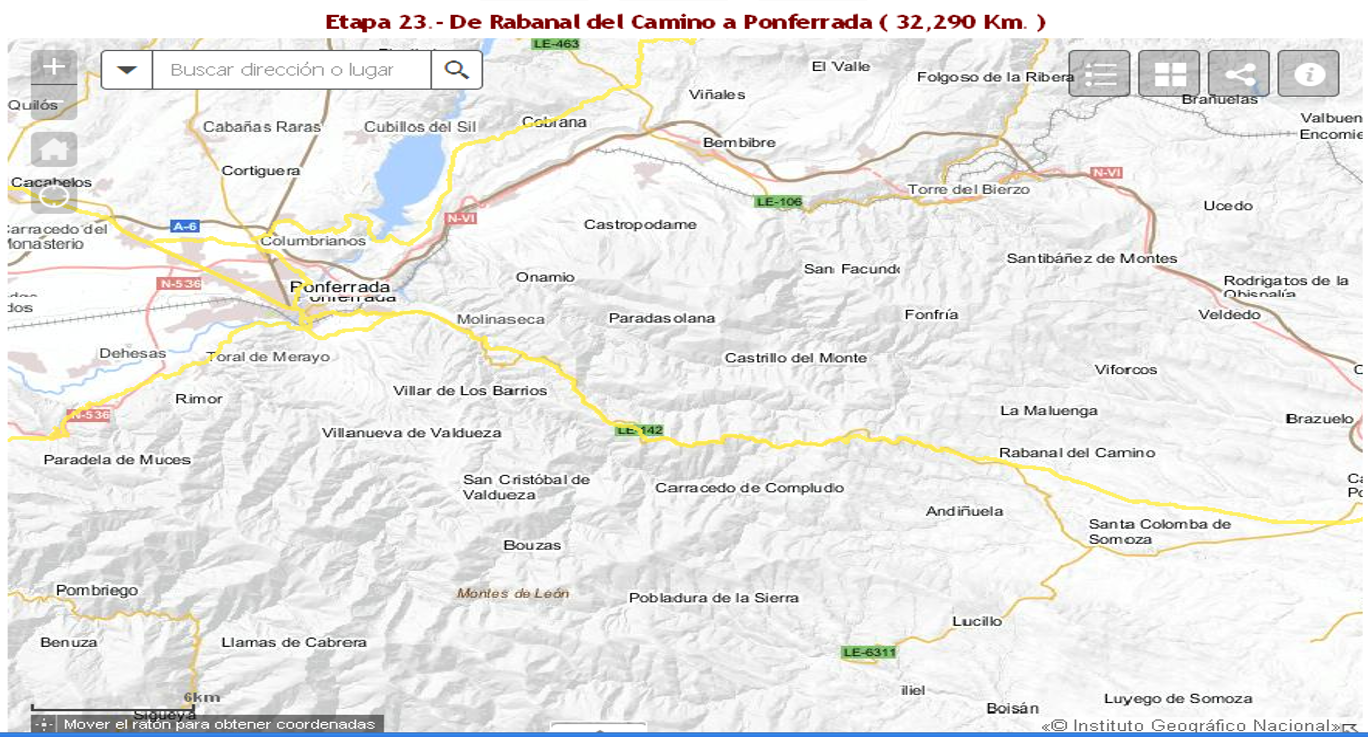 Etapa 23.- De Rabanal del Camino a Ponferrada ( 32,290 Km. )
LE-463
+
Buscar dirección o lugar
El Valle
Folgoso de la Ribera
Viñales
Brañuelas
Quilós
Valbuen
Encomie
Cabañas Raras
Cubillos del Sil
Cobrana
Bembibre
Cortiguera
N-VI
Cacabelos
Torre del Bierzo
LE-106
Ucedo
N-VI
A-6
Castropodame
Carracedo del
Monasterio
Columbrianos
Santibáñez de Montes
San Facundo
Onamio
Rodrigatos de la
Obispalía
N-536
Ponferrada
Ponferrada
dos
Molinaseca
Paradasolana
Fonfría
Veldedo
Dehesas
Toral de Merayo
Castrillo del Monte
Viforcos
Villar de Los Barrios
Rimor
La Maluenga
N-536
Brazuelo
LE-142
Villanueva de Valdueza
Paradela de Muces
Rabanal del Camino
San Cristóbal de
Valdueza
Carracedo de Compludo
Andiñuela
Santa Colomba de
Somoza
Bouzas
Pombriego
Montes de León
Pobladura de la Sierra
Lucillo
Benuza
Llamas de Cabrera
LE-6311
iliel
6km
Luyego de Somoza
Boisán
Sigueya
Mover el ratón para obtener coordenadas
«© Instituto Geográfico Nacional»